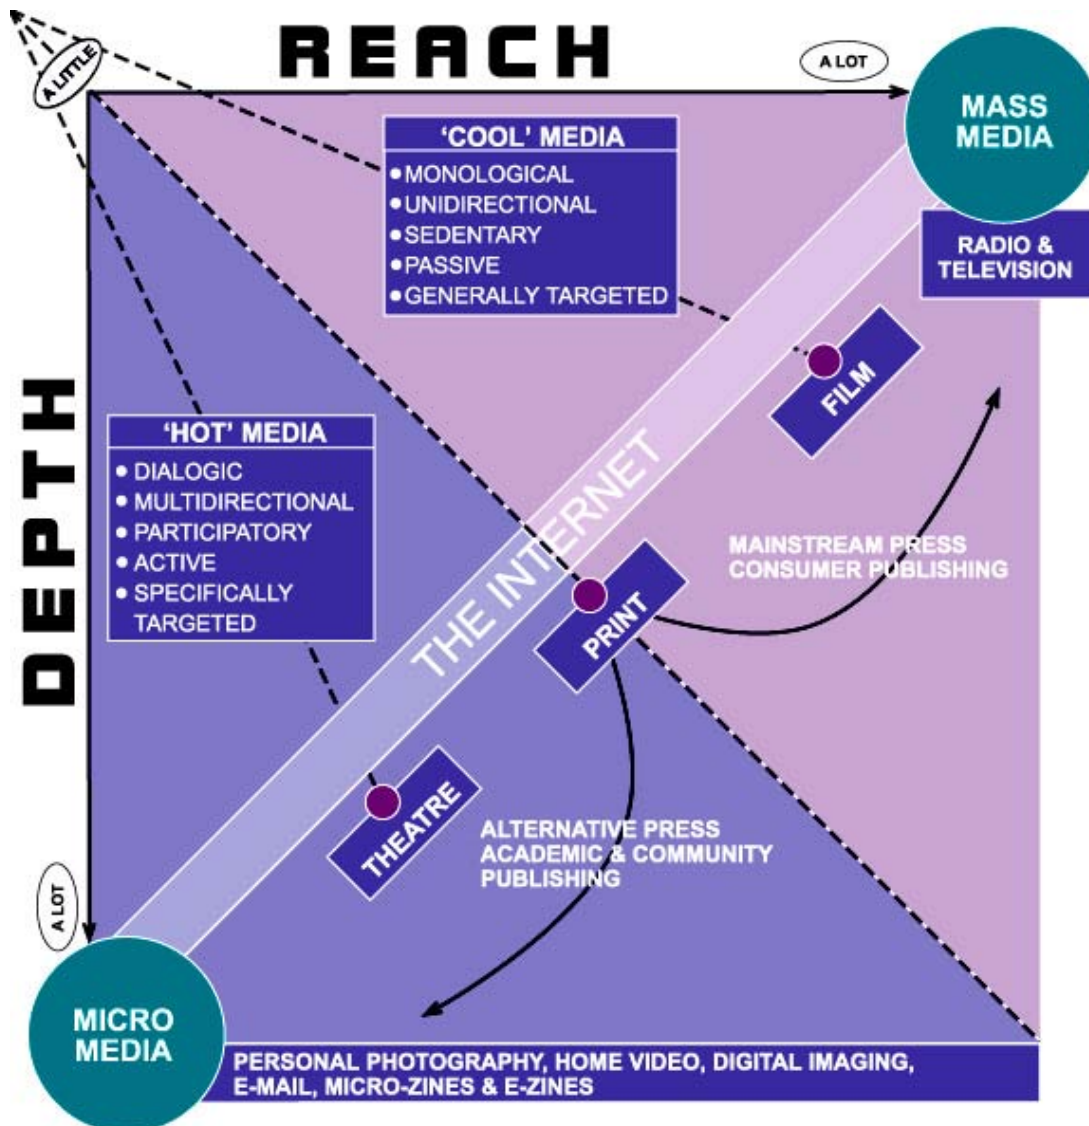 REACH
A LITTLE
A LOT
MASS
MEDIA
‘COOL’ MEDIA
● MONOLOGICAL
● UNIDIRECTIONAL
● SEDENTARY
● PASSIVE
● GENERALLY TARGETED
RADIO &
TELEVISION
FILM
DEPTH
‘HOT’ MEDIA
● DIALOGIC
● MULTIDIRECTIONAL
● PARTICIPATORY
● ACTIVE
● SPECIFICALLY
TARGETED
THE INTERNET
MAINSTREAM PRESS
CONSUMER PUBLISHING
PRINT
THEATRE
ALTERNATIVE PRESS
ACADEMIC & COMMUNITY
PUBLISHING
A LOT
MICRO
MEDIA
PERSONAL PHOTOGRAPHY, HOME VIDEO, DIGITAL IMAGING,
E-MAIL, MICRO-ZINES & E-ZINES